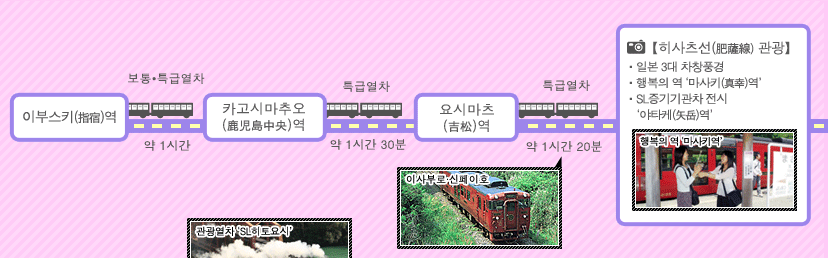 보통•특급열차
특급열차
특급열차
이부스키(指宿)역
카고시마추오
(鹿児島中央)역
요시마츠
(吉松)역
약 1시간
약 1시간 30분
약 1시간 20분
【히사츠선(肥薩線) 관광】
· 일본 3대 차창풍경
· 행복의 역 '마사키(真幸)역'
· SL증기기관차 전시
'야타케(矢岳)역'
행복의 역 '마사키역'
이사부로,신페이호
관광열차 'SL히토요시'